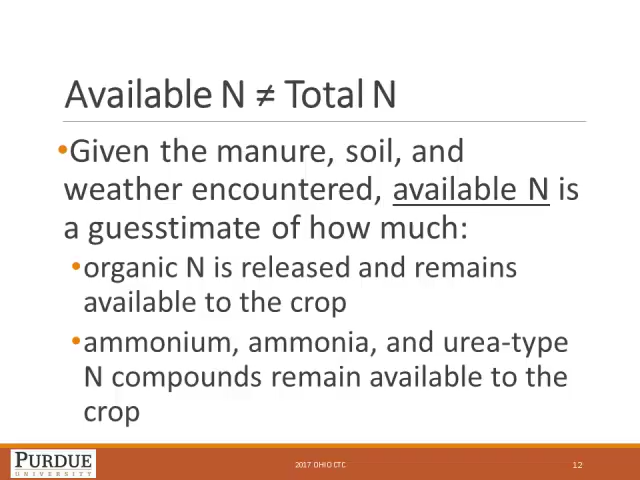 Available N ≠ Total N
•Given the manure, soil, and
weather encountered, available N is
a guesstimate of how much:
•organic N is released and remains
available to the crop
•ammonium, ammonia, and urea-type
N compounds remain available to the
crop
PURDUE
UNIVERSITY
2017 OHIO CTC
12